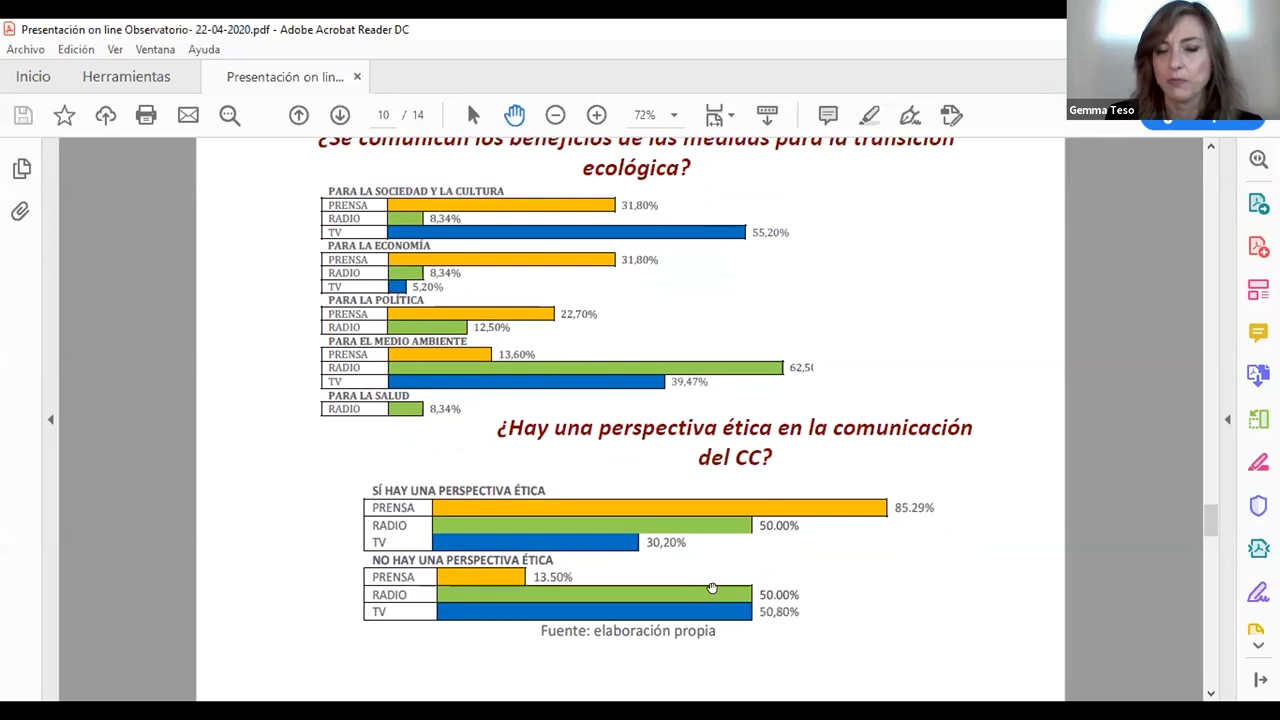 Presentación on line Observatorio- 22-04-2020.pdf - Adobe Acrobat Reader DC
Archivo Edición Ver Ventana Ayuda
Inicio Herramientas Presentación on lin... ×
10 / 14 72%
Gemma Teso
¿Se comunican los beneficios de las medidas para la transición
ecológica?
PARA LA SOCIEDAD Y LA CULTURA
PRENSA 31,80%
RADIO 8,34%
TV 55,20%
PARA LA ECONOMÍA
PRENSA 31,80%
RADIO 8,34%
TV 5,20%
PARA LA POLÍTICA
PRENSA 22,70%
RADIO 12,50%
PARA EL MEDIO AMBIENTE
PRENSA 13,60%
RADIO 62,50
TV 39,47%
PARA LA SALUD
RADIO 8,34%
¿Hay una perspectiva ética en la comunicación
del CC?
SÍ HAY UNA PERSPECTIVA ÉTICA
PRENSA 85.29%
RADIO 50.00%
TV 30,20%
NO HAY UNA PERSPECTIVA ÉTICA
PRENSA 13.50%
RADIO 50.00%
TV 50,80%
Fuente: elaboración propia